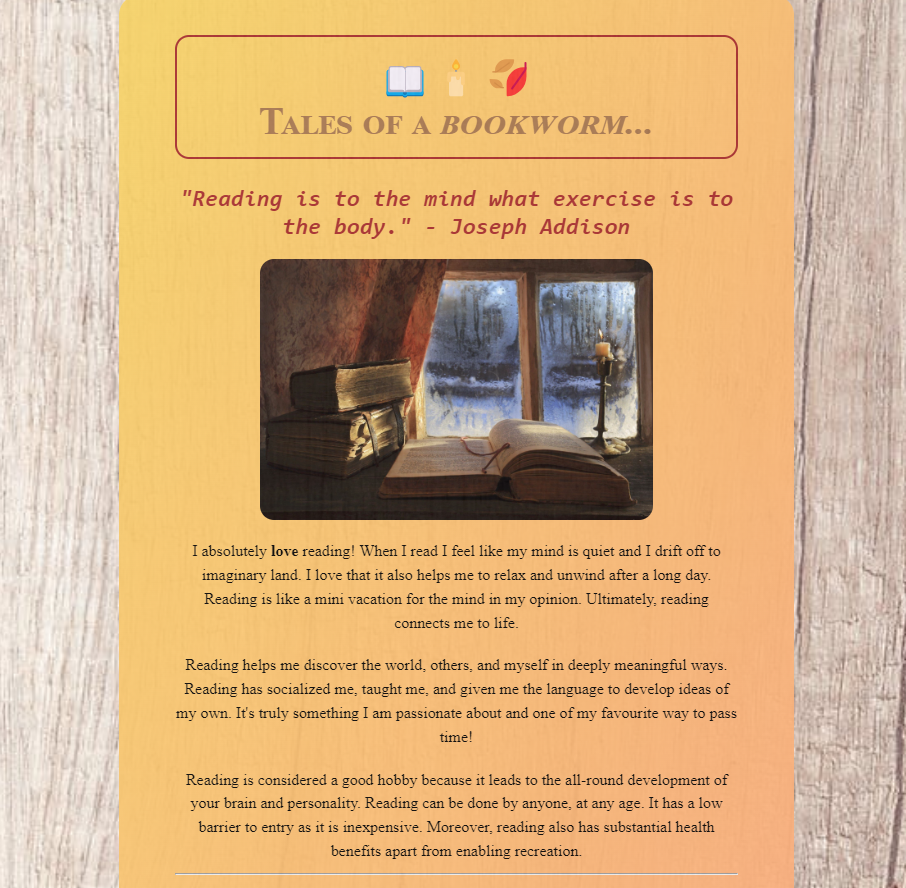 Tales of a bookworm...
"Reading is to the mind what exercise is to
the body." - Joseph Addison
I absolutely love reading! When I read I feel like my mind is quiet and I drift off to
imaginary land. I love that it also helps me to relax and unwind after a long day.
Reading is like a mini vacation for the mind in my opinion. Ultimately, reading
connects me to life.
Reading helps me discover the world, others, and myself in deeply meaningful ways.
Reading has socialized me, taught me, and given me the language to develop ideas of
my own. It's truly something I am passionate about and one of my favourite way to pass
time!
Reading is considered a good hobby because it leads to the all-round development of
your brain and personality. Reading can be done by anyone, at any age. It has a low
barrier to entry as it is inexpensive. Moreover, reading also has substantial health
benefits apart from enabling recreation.